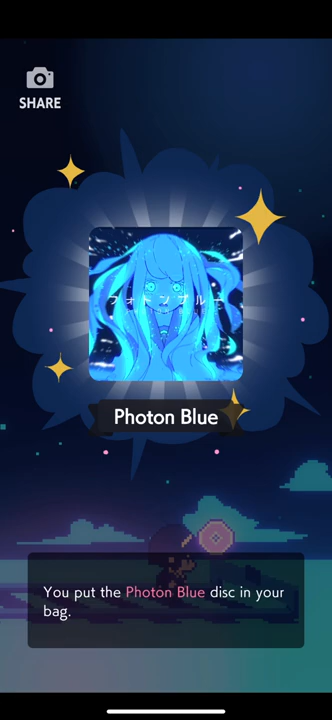 SHARE
フォトンブルー
Photon Blue
You put the Photon Blue disc in your
bag.